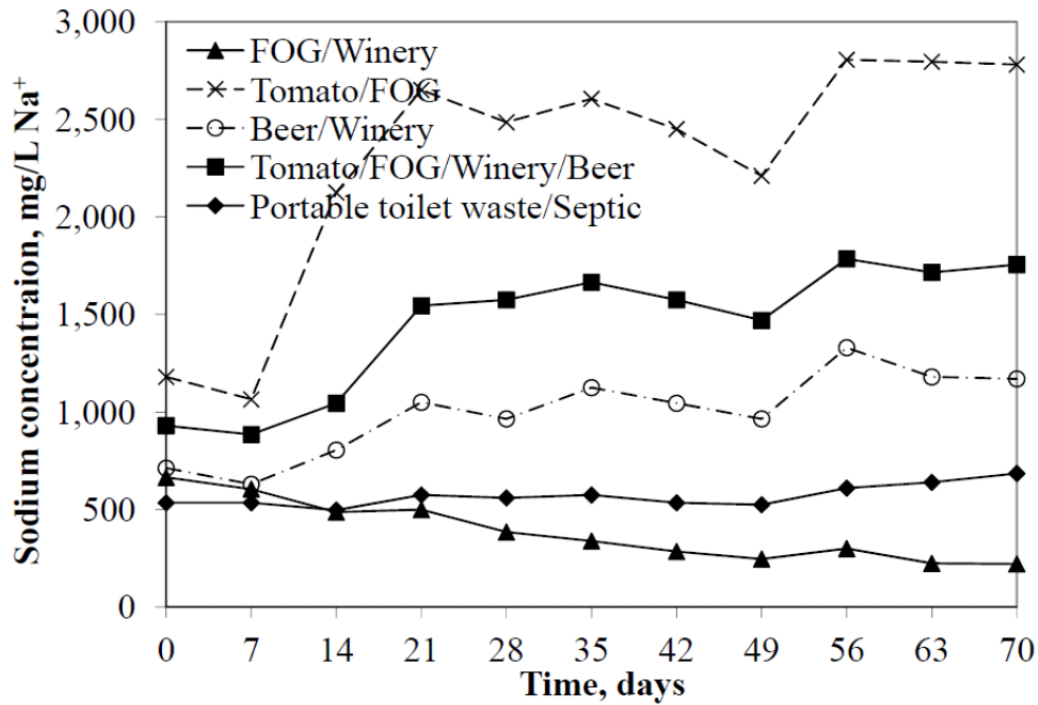 3,000
2,500
2,000
1,500
1,000
500
0
Sodium concentraion, mg/L Na⁺
FOG/Winery
Tomato/FOG
Beer/Winery
Tomato/FOG/Winery/Beer
Portable toilet waste/Septic
0 7 14 21 28 35 42 49 56 63 70
Time, days